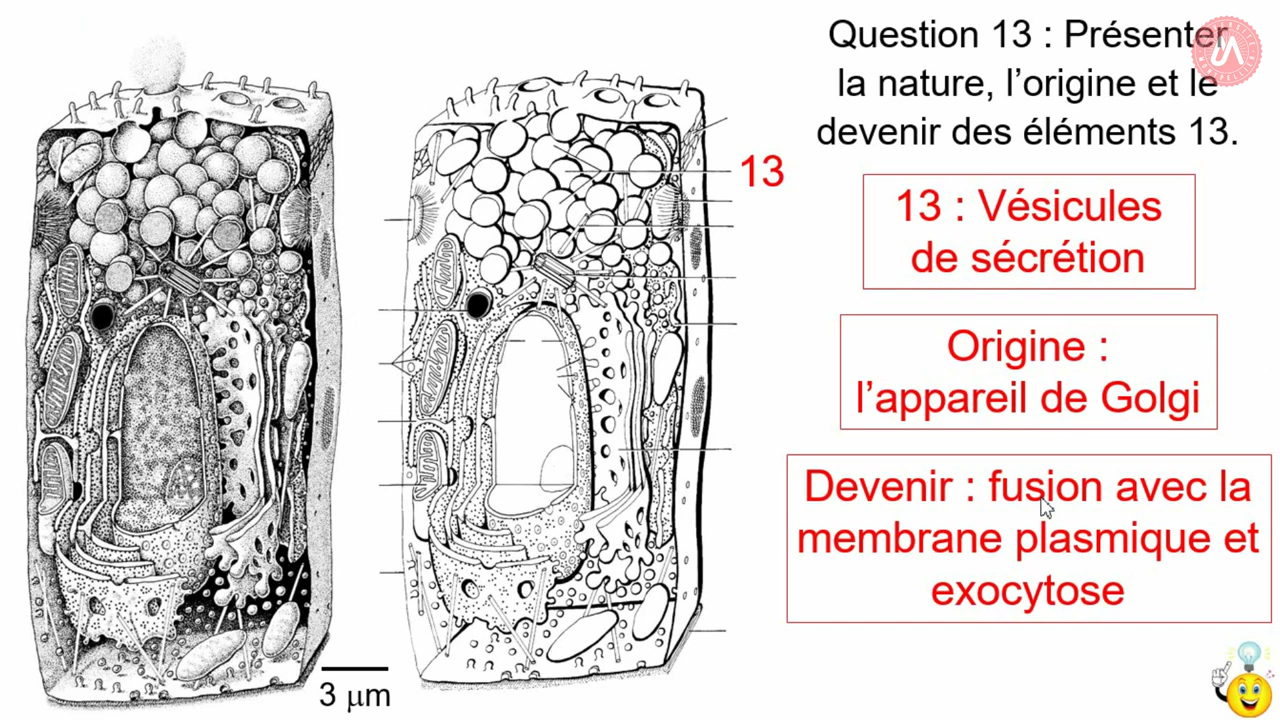 Question 13 : Présenter
la nature, l’origine et le
devenir des éléments 13.
13
13 : Vésicules
de sécrétion
Origine :
l’appareil de Golgi
Devenir : fusion avec la
membrane plasmique et
exocytose
3 μm